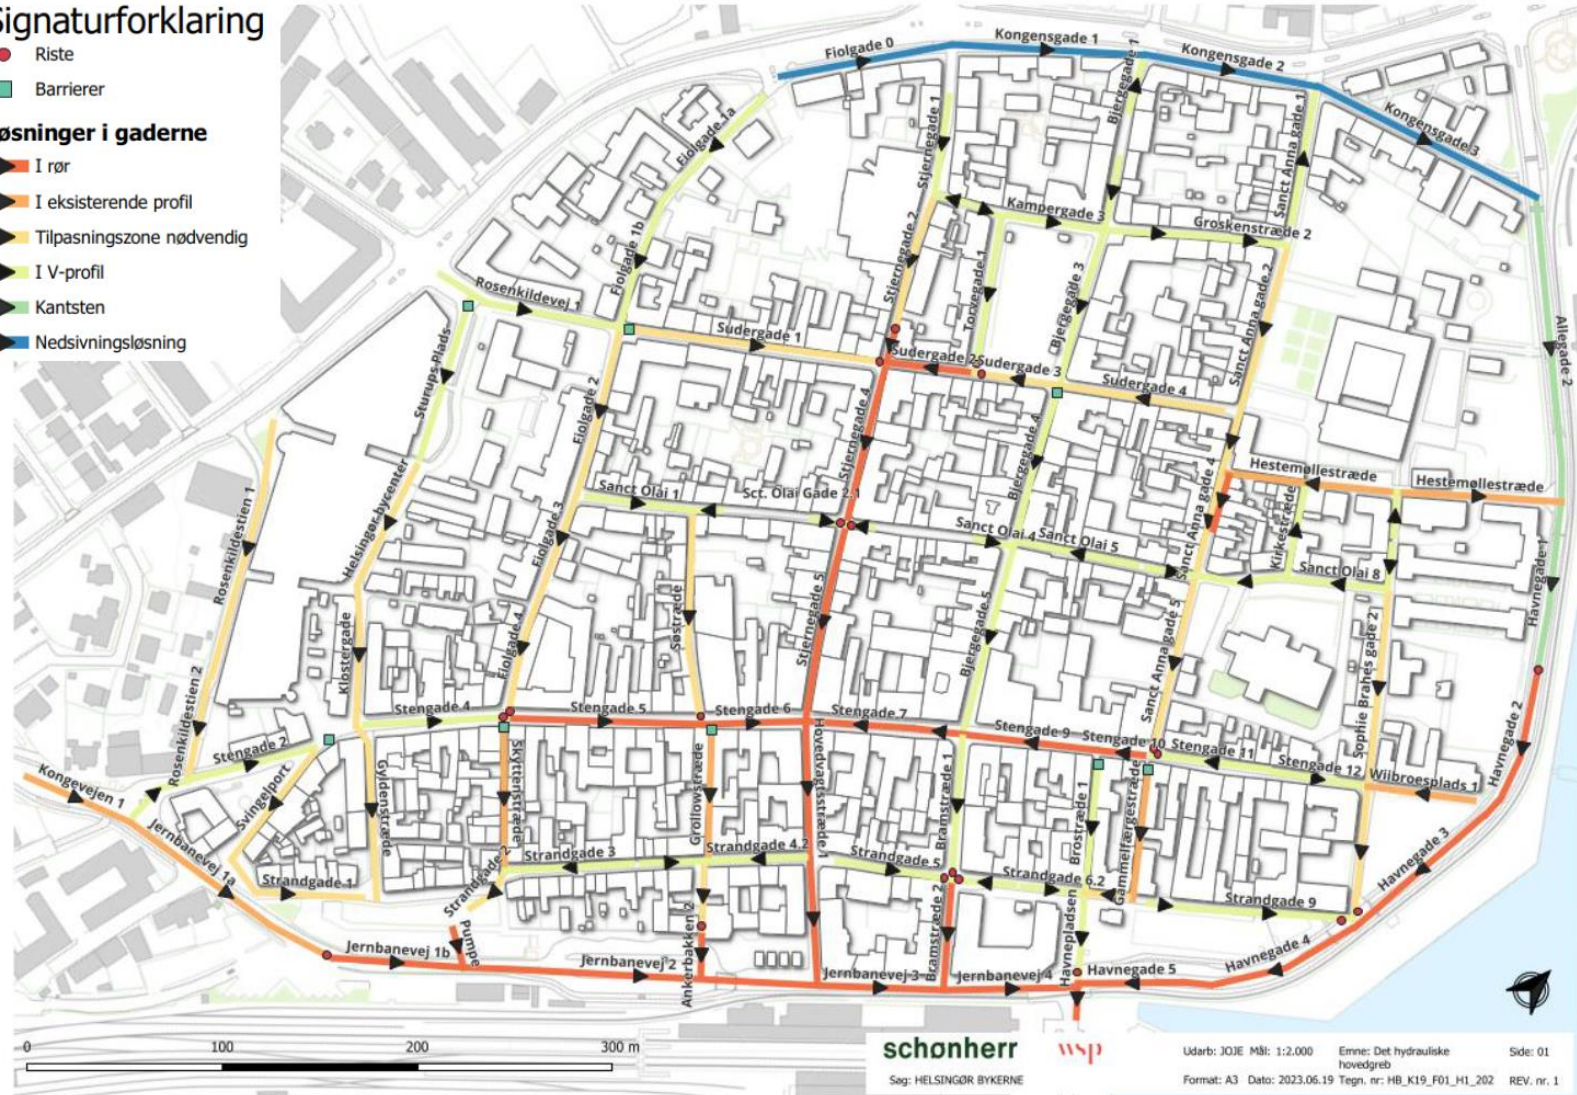 Signaturforklaring
Riste
Barrierer
øsninger i gaderne
I rør
I eksisterende profil
Tilpasningszone nødvendig
I V-profil
Kantsten
Nedsivningsløsning
Fiolgade 0
Kongensgade 1
Kongensgade 2
Kongensgade 3
Fiolgade 1a
Stjernegade 1
Bjergegade 1
Sanct Anna gade 1
Fiolgade 1b
Stjernegade 2
Kampergade 3
Groskenstræde 2
Rosenkildevej 1
Torvegade 1
Bjergegade 3
Sanct Anna gade 2
Allegade 2
Sturups Plads
Sudergade 1
Sudergade 2
Sudergade 3
Sudergade 4
Fiolgade 2
Stjernegade 4
Bjergegade 4
Sanct Anna gade 4
Hestemøllestræde
Hestemøllestræde
Rosenkildestien 1
Helsingør bycenter
Fiolgade 3
Sanct Olai 1
Sct. Olai Gade 2.1
Sanct Olai 4
Sanct Olai 5
Kirkestræde
Sanct Olai 8
Havnegade 1
Klostergade
Fiolgade 4
Søstræde
Stjernegade 5
Bjergegade 5
Sanct Anna gade 5
Sophie Brahes gade 2
Rosenkildestien 2
Stengade 2
Stengade 4
Stengade 5
Stengade 6
Stengade 7
Stengade 9
Stengade 10
Stengade 11
Stengade 12
Wiibroesplads 1
Havnegade 2
Kongevejen 1
Svingelport
Gyldenstræde
Skyttenstræde
Grollowstræde
Hovedvagtsstræde 1
Bramstræde 1
Brostræde 1
Gammelfærgestræde
Jernbanevej 1a
Strandgade 1
Strandgade 2
Strandgade 3
Strandgade 4.2
Strandgade 5
Strandgade 6.2
Strandgade 9
Havnegade 3
Pumpe
Ankerbakken 2
Bramstræde 2
Havnepladsen
Jernbanevej 1b
Jernbanevej 2
Jernbanevej 3
Jernbanevej 4
Havnegade 5
Havnegade 4
0 100 200 300 m
schønherr
wsp
Sag: HELSINGØR BYKERNE
Udarb: JOJE Mål: 1:2.000 Emne: Det hydrauliske hovedgreb Side: 01
Format: A3 Dato: 2023.06.19 Tegn. nr: HB_K19_F01_H1_202 REV. nr. 1